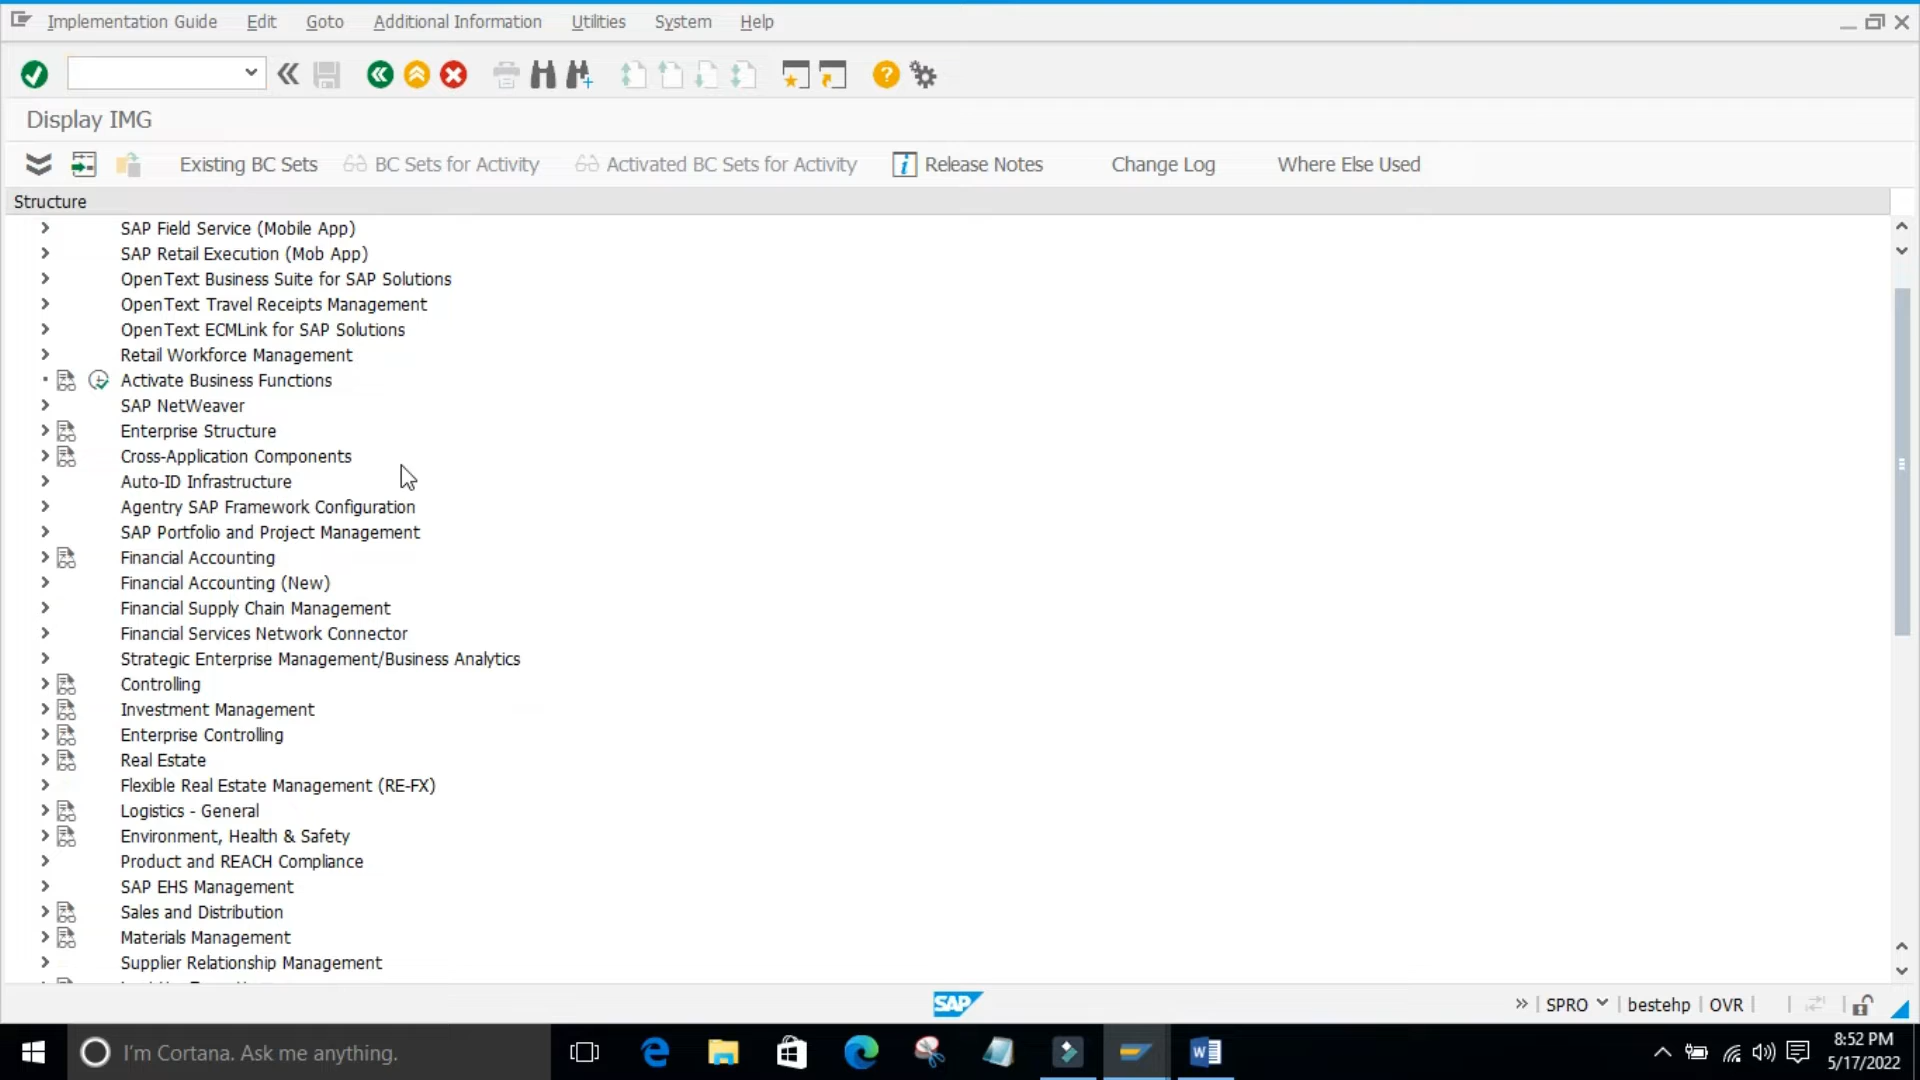 Implementation Guide Edit Goto Additional Information Utilities System Help
Display IMG
Existing BC Sets BC Sets for Activity Activated BC Sets for Activity Release Notes Change Log Where Else Used
Structure
SAP Field Service (Mobile App)
SAP Retail Execution (Mob App)
OpenText Business Suite for SAP Solutions
OpenText Travel Receipts Management
OpenText ECMLink for SAP Solutions
Retail Workforce Management
Activate Business Functions
SAP NetWeaver
Enterprise Structure
Cross-Application Components
Auto-ID Infrastructure
Agentry SAP Framework Configuration
SAP Portfolio and Project Management
Financial Accounting
Financial Accounting (New)
Financial Supply Chain Management
Financial Services Network Connector
Strategic Enterprise Management/Business Analytics
Controlling
Investment Management
Enterprise Controlling
Real Estate
Flexible Real Estate Management (RE-FX)
Logistics - General
Environment, Health & Safety
Product and REACH Compliance
SAP EHS Management
Sales and Distribution
Materials Management
Supplier Relationship Management
SAP SPRO bestehp OVR
I'm Cortana. Ask me anything.
8:52 PM
5/17/2022